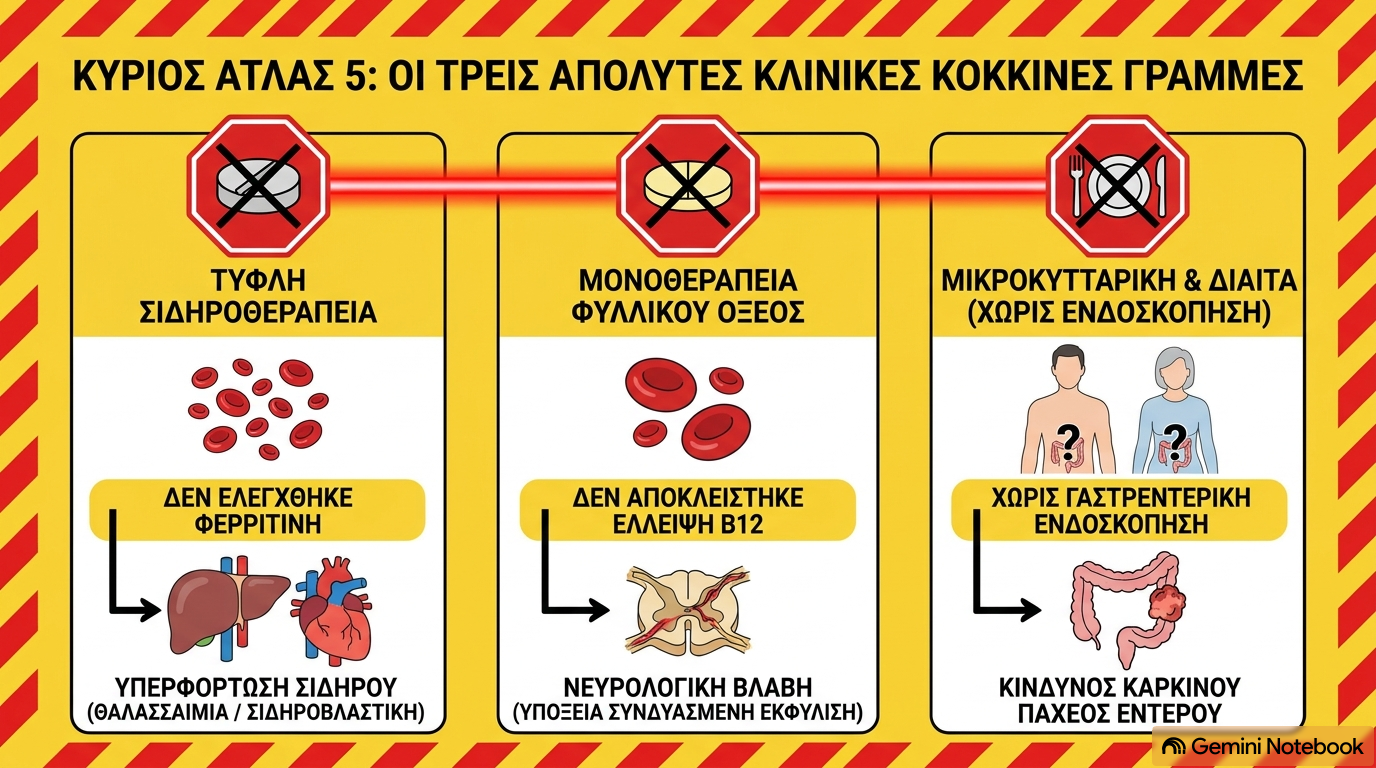 ΚΥΡΙΟΣ ΑΤΛΑΣ 5: ΟΙ ΤΡΕΙΣ ΑΠΟΛΥΤΕΣ ΚΛΙΝΙΚΕΣ ΚΟΚΚΙΝΕΣ ΓΡΑΜΜΕΣ
ΤΥΦΛΗ
ΣΙΔΗΡΟΘΕΡΑΠΕΙΑ
ΔΕΝ ΕΛΕΓΧΘΗΚΕ
ΦΕΡΡΙΤΙΝΗ
ΥΠΕΡΦΟΡΤΩΣΗ ΣΙΔΗΡΟΥ
(ΘΑΛΑΣΣΑΙΜΙΑ / ΣΙΔΗΡΟΒΛΑΣΤΙΚΗ)
ΜΟΝΟΘΕΡΑΠΕΙΑ
ΦΥΛΛΙΚΟΥ ΟΞΕΟΣ
ΔΕΝ ΑΠΟΚΛΕΙΣΤΗΚΕ
ΕΛΛΕΙΨΗ Β12
ΝΕΥΡΟΛΟΓΙΚΗ ΒΛΑΒΗ
(ΥΠΟΞΕΙΑ ΣΥΝΔΥΑΣΜΕΝΗ ΕΚΦΥΛΙΣΗ)
ΜΙΚΡΟΚΥΤΤΑΡΙΚΗ & ΔΙΑΙΤΑ
(ΧΩΡΙΣ ΕΝΔΟΣΚΟΠΗΣΗ)
? ?
ΧΩΡΙΣ ΓΑΣΤΡΕΝΤΕΡΙΚΗ
ΕΝΔΟΣΚΟΠΗΣΗ
ΚΙΝΔΥΝΟΣ ΚΑΡΚΙΝΟΥ
ΠΑΧΕΟΣ ΕΝΤΕΡΟΥ
Gemini Notebook